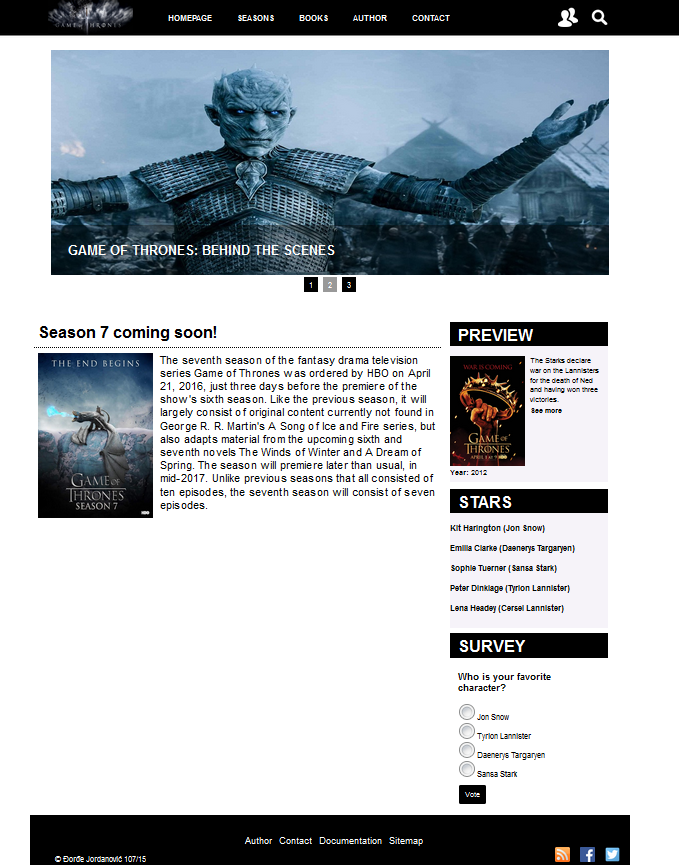 GAME OF THRONES
HOMEPAGE
SEASONS
BOOKS
AUTHOR
CONTACT
GAME OF THRONES: BEHIND THE SCENES
1
2
3
Season 7 coming soon!
THE END BEGINS
GAME OF
THRONES
SEASON 7
HBO
The seventh season of the fantasy drama television
series Game of Thrones was ordered by HBO on April
21, 2016, just three days before the premiere of the
show's sixth season. Like the previous season, it will
largely consist of original content currently not found in
George R. R. Martin's A Song of Ice and Fire series, but
also adapts material from the upcoming sixth and
seventh novels The Winds of Winter and A Dream of
Spring. The season will premiere later than usual, in
mid-2017. Unlike previous seasons that all consisted of
ten episodes, the seventh season will consist of seven
episodes.
PREVIEW
WAR IS COMING
GAME OF
THRONES
The Starks declare
war on the Lannisters
for the death of Ned
and having won three
victories.
See more
Year: 2012
STARS
Kit Harington (Jon Snow)
Emilia Clarke (Daenerys Targaryen)
Sophie Tuerner (Sansa Stark)
Peter Dinklage (Tyrion Lannister)
Lena Headey (Cersei Lannister)
SURVEY
Who is your favorite
character?
Jon Snow
Tyrion Lannister
Daenerys Targaryen
Sansa Stark
Vote
Author Contact Documentation Sitemap
© Đorđe Jordanović 107/15